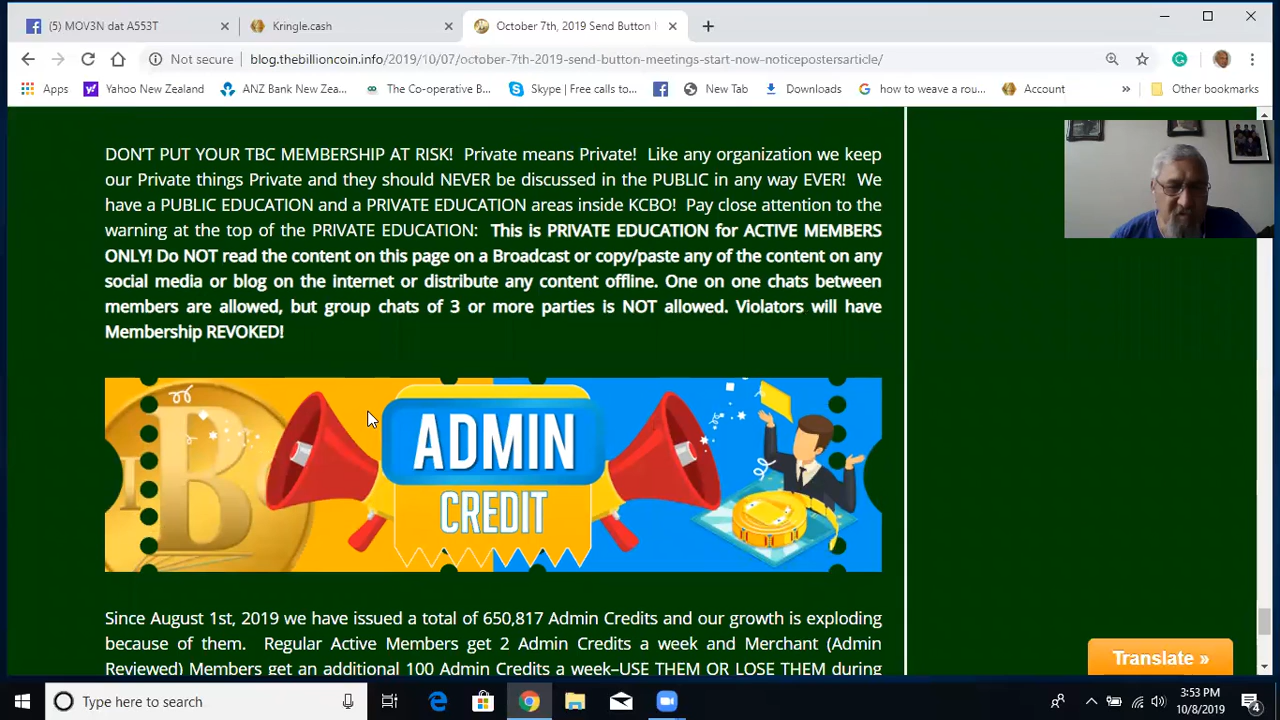 (5) MOV3N dat A553T
Kringle.cash
October 7th, 2019 Send Button
Not secure
blog.thebillioncoin.info/2019/10/07/october-7th-2019-send-button-meetings-start-now-noticepostersarticle/
Apps
Yahoo New Zealand
ANZ Bank New Zea...
The Co-operative B...
Skype | Free calls to...
New Tab
Downloads
how to weave a rou...
Account
Other bookmarks
DON'T PUT YOUR TBC MEMBERSHIP AT RISK! Private means Private! Like any organization we keep
our Private things Private and they should NEVER be discussed in the PUBLIC in any way EVER! We
have a PUBLIC EDUCATION and a PRIVATE EDUCATION areas inside KCBO! Pay close attention to the
warning at the top of the PRIVATE EDUCATION: This is PRIVATE EDUCATION for ACTIVE MEMBERS
ONLY! Do NOT read the content on this page on a Broadcast or copy/paste any of the content on any
social media or blog on the internet or distribute any content offline. One on one chats between
members are allowed, but group chats of 3 or more parties is NOT allowed. Violators will have
Membership REVOKED!
ADMIN
CREDIT
Since August 1st, 2019 we have issued a total of 650,817 Admin Credits and our growth is exploding
because of them. Regular Active Members get 2 Admin Credits a week and Merchant (Admin
Reviewed) Members get an additional 100 Admin Credits a week–USE THEM OR LOSE THEM during
Translate »
Type here to search
3:53 PM
10/8/2019
4